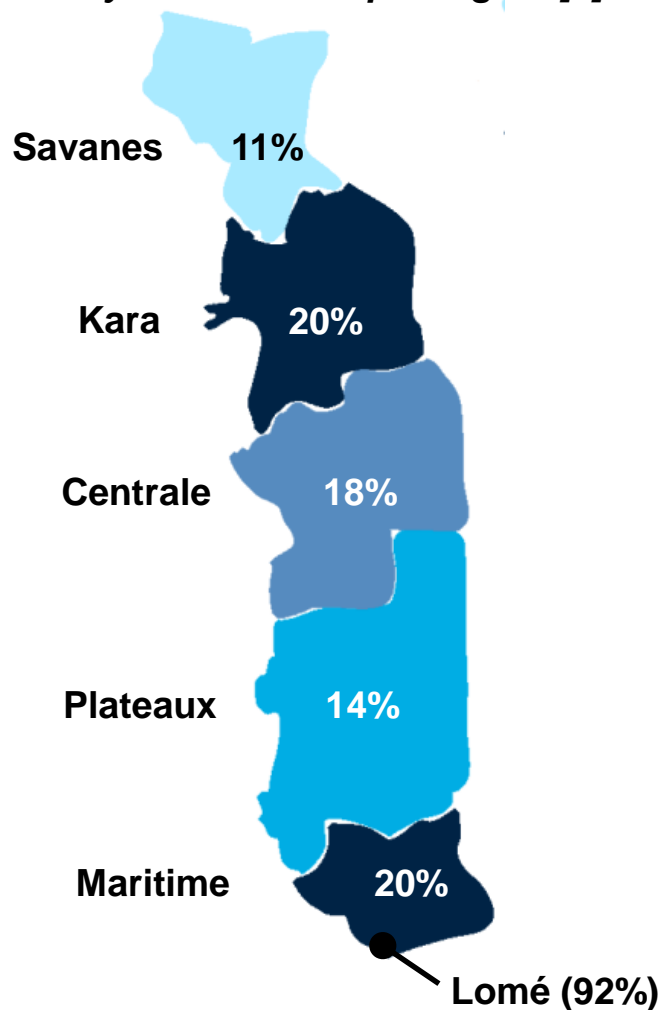 Savanes 11%
Kara 20%
Centrale 18%
Plateaux 14%
Maritime 20%
Lomé (92%)